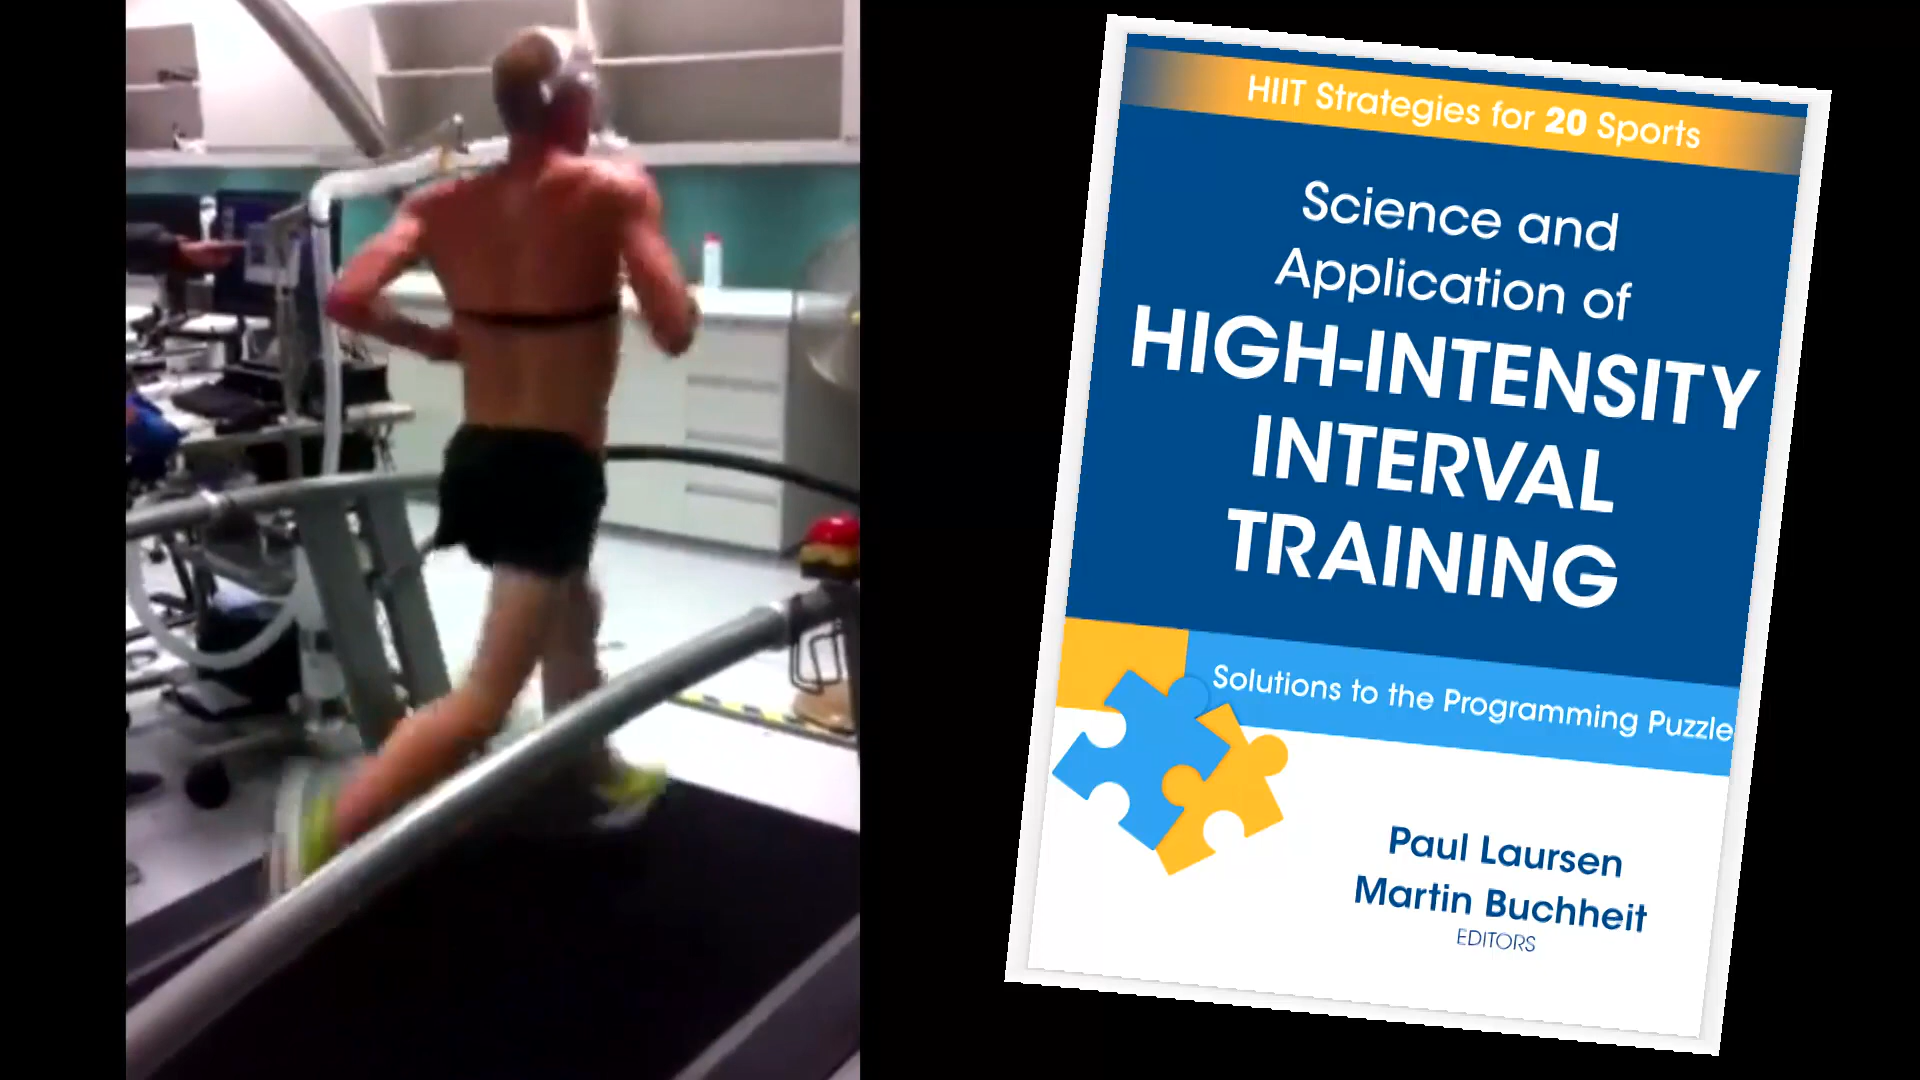 HIIT Strategies for 20 Sports
Science and
Application of
HIGH-INTENSITY
INTERVAL
TRAINING
Solutions to the Programming Puzzle
Paul Laursen
Martin Buchheit
EDITORS